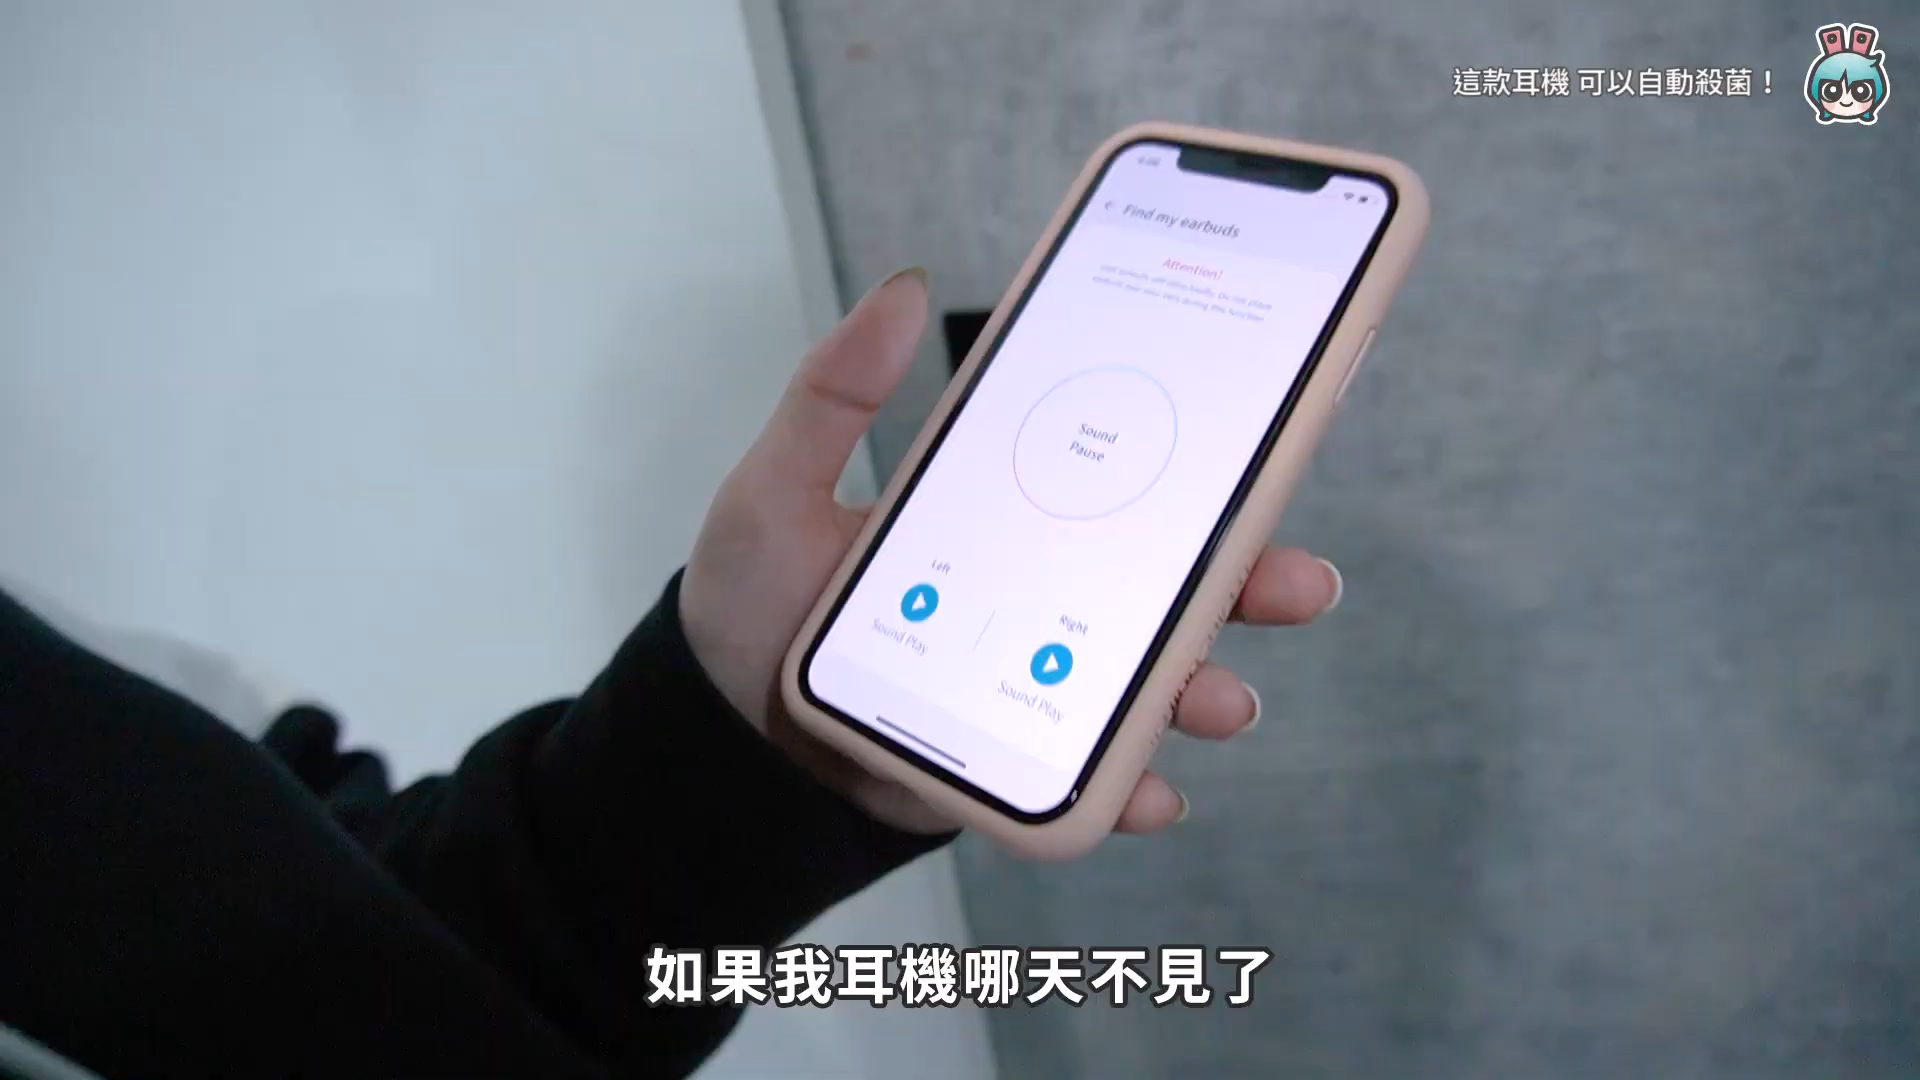 這款耳機 可以自動殺菌！
Find my earbuds
Attention!
Sound
Pause
Left
Sound Play
Right
Sound Play
如果我耳機哪天不見了